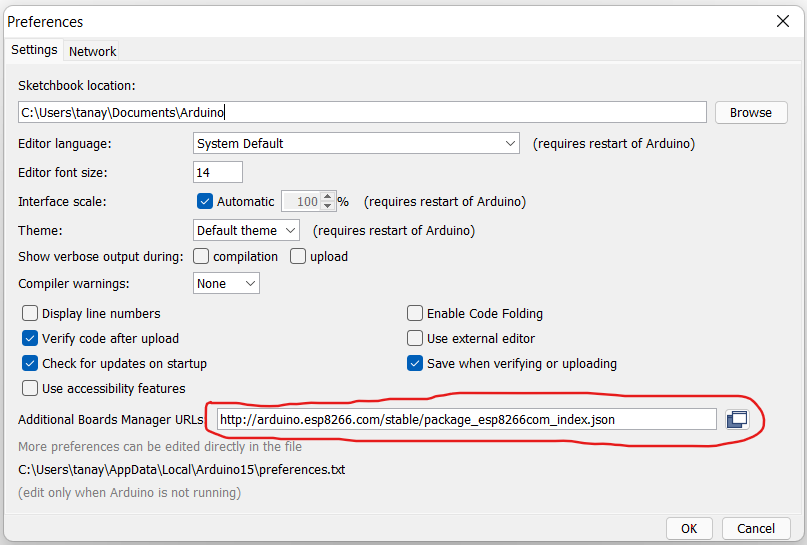 Preferences
Settings Network
Sketchbook location:
C:\Users\tanay\Documents\Arduino Browse
Editor language: System Default (requires restart of Arduino)
Editor font size: 14
Interface scale: Automatic 100 % (requires restart of Arduino)
Theme: Default theme (requires restart of Arduino)
Show verbose output during: compilation upload
Compiler warnings: None
Display line numbers Enable Code Folding
Verify code after upload Use external editor
Check for updates on startup Save when verifying or uploading
Use accessibility features
Additional Boards Manager URLs: http://arduino.esp8266.com/stable/package_esp8266com_index.json
More preferences can be edited directly in the file
C:\Users\tanay\AppData\Local\Arduino15\preferences.txt
(edit only when Arduino is not running)
OK Cancel